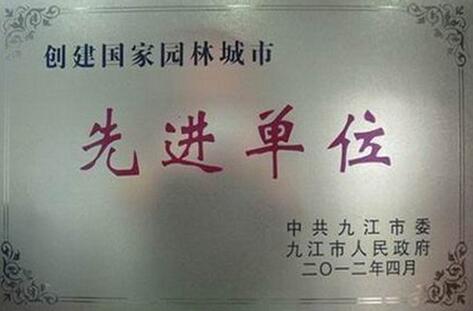 创建国家园林城市
先进单位
中共九江市委
九江市人民政府
二〇一二年四月